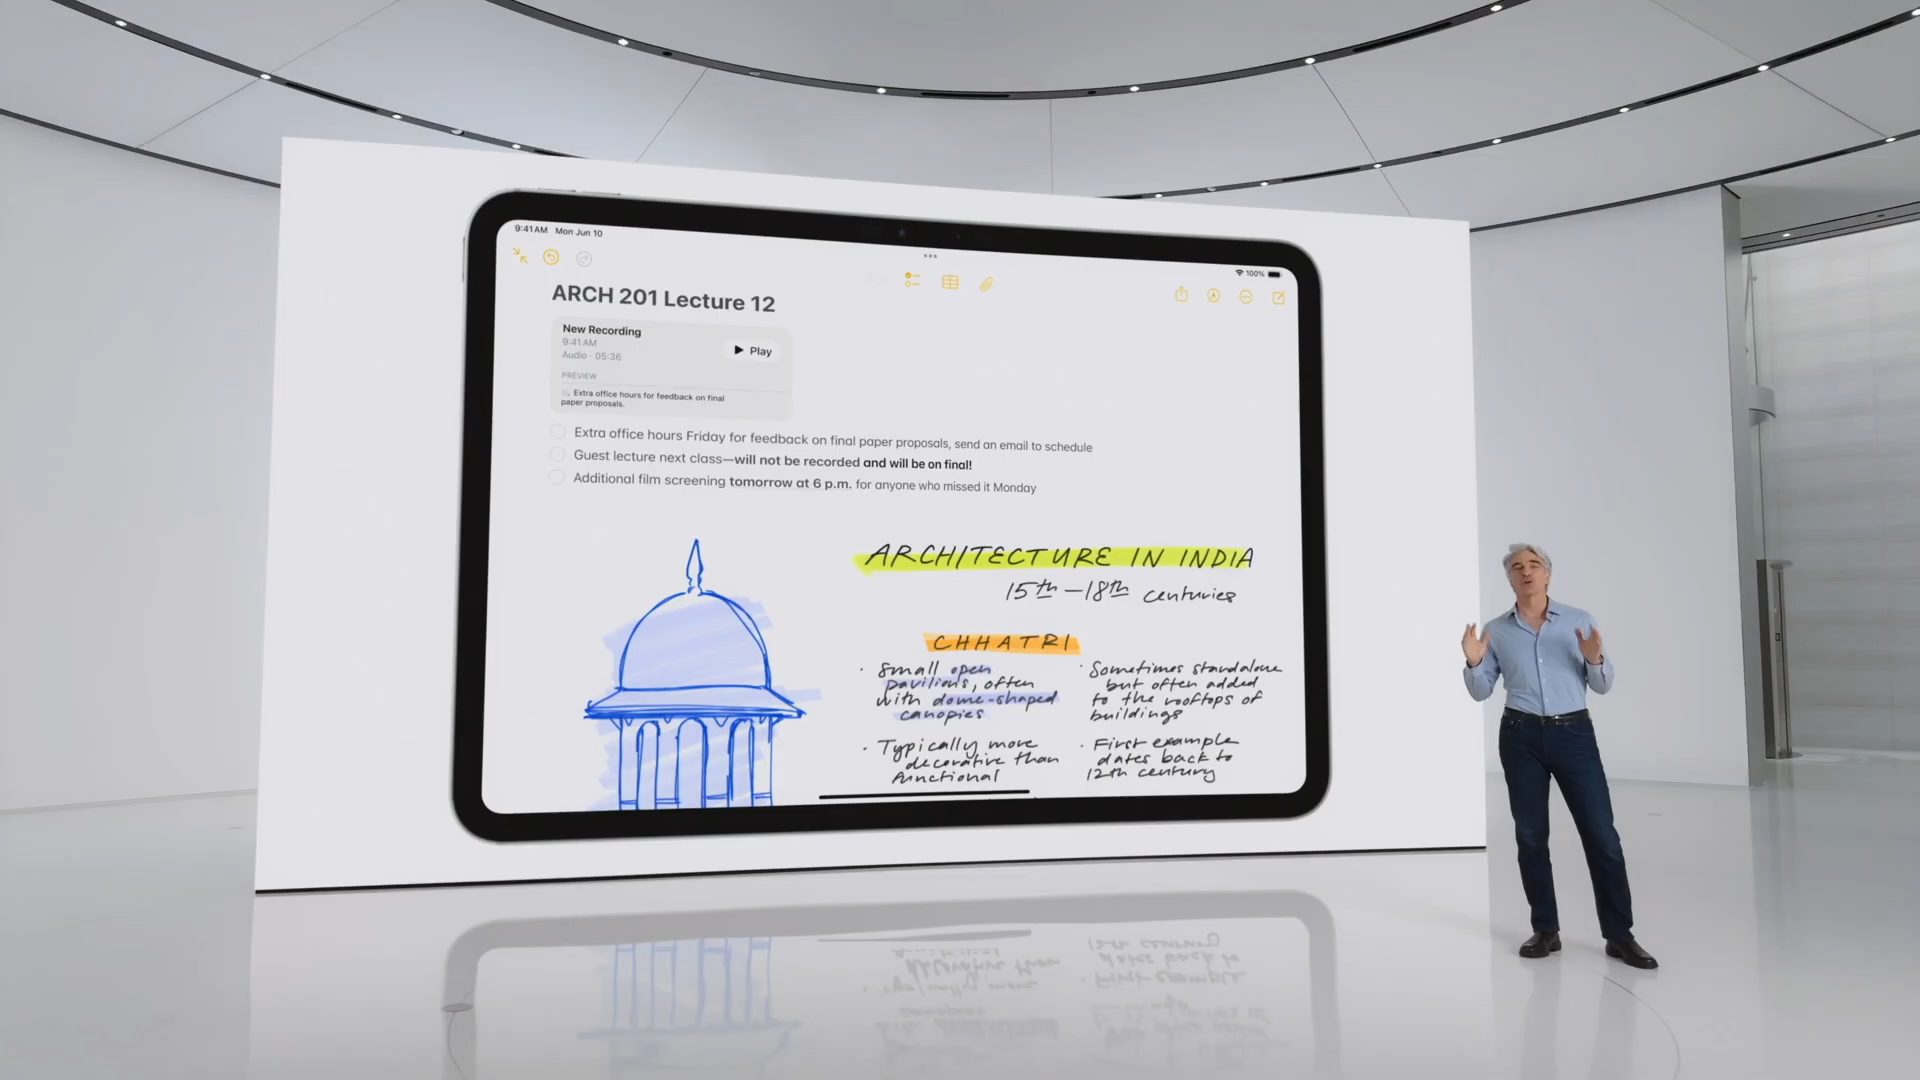 9:41 AM Mon Jun 10
100%
ARCH 201 Lecture 12
New Recording
9:41 AM
Audio · 05:36
Play
PREVIEW
Extra office hours for feedback on final
paper proposals.
Extra office hours Friday for feedback on final paper proposals, send an email to schedule
Guest lecture next class—will not be recorded and will be on final!
Additional film screening tomorrow at 6 p.m. for anyone who missed it Monday
ARCHITECTURE IN INDIA
15th – 18th centuries
CHHATRI
· Small open
pavilions, often
with dome-shaped
canopies
· Typically more
decorative than
functional
· Sometimes standalone
but often added
to the rooftops of
buildings
· First example
dates back to
12th century